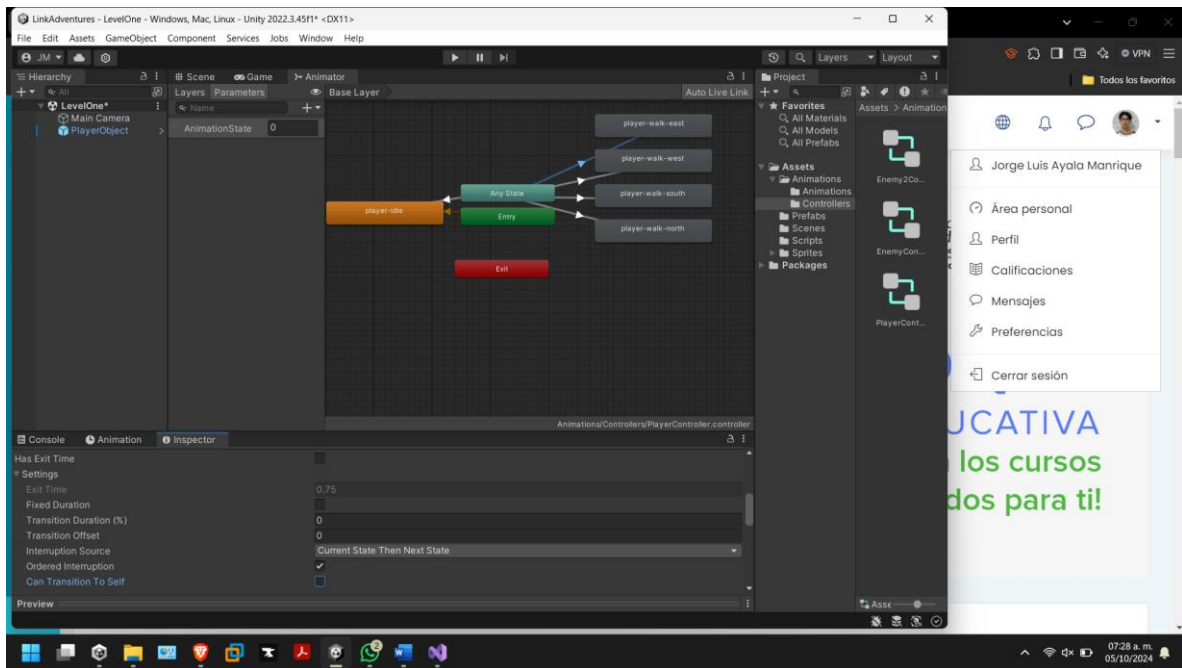 LinkAdventures - LevelOne - Windows, Mac, Linux - Unity 2022.3.45f1* <DX11>
File Edit Assets GameObject Component Services Jobs Window Help
JM
Layers Layout
Hierarchy
All
LevelOne*
Main Camera
PlayerObject
Scene Game Animator
Layers Parameters
Base Layer
Auto Live Link
Name
AnimationState 0
player-walk-east
player-walk-west
Any State
player-walk-south
player-idle
Entry
player-walk-north
Exit
Animations/Controllers/PlayerController.controller
Project
Favorites
All Materials
All Models
All Prefabs
Assets
Animations
Animations
Controllers
Prefabs
Scenes
Scripts
Sprites
Packages
Assets > Animation
Enemy2Co...
EnemyCon...
PlayerCont...
Asse
Console Animation Inspector
Has Exit Time
Settings
Exit Time 0.75
Fixed Duration
Transition Duration (%) 0
Transition Offset 0
Interruption Source Current State Then Next State
Ordered Interruption
Can Transition To Self
Preview
VPN
Todos los favoritos
Jorge Luis Ayala Manrique
Área personal
Perfil
Calificaciones
Mensajes
Preferencias
Cerrar sesión
UCATIVA
los cursos
dos para ti!
2
07:28 a. m.
05/10/2024